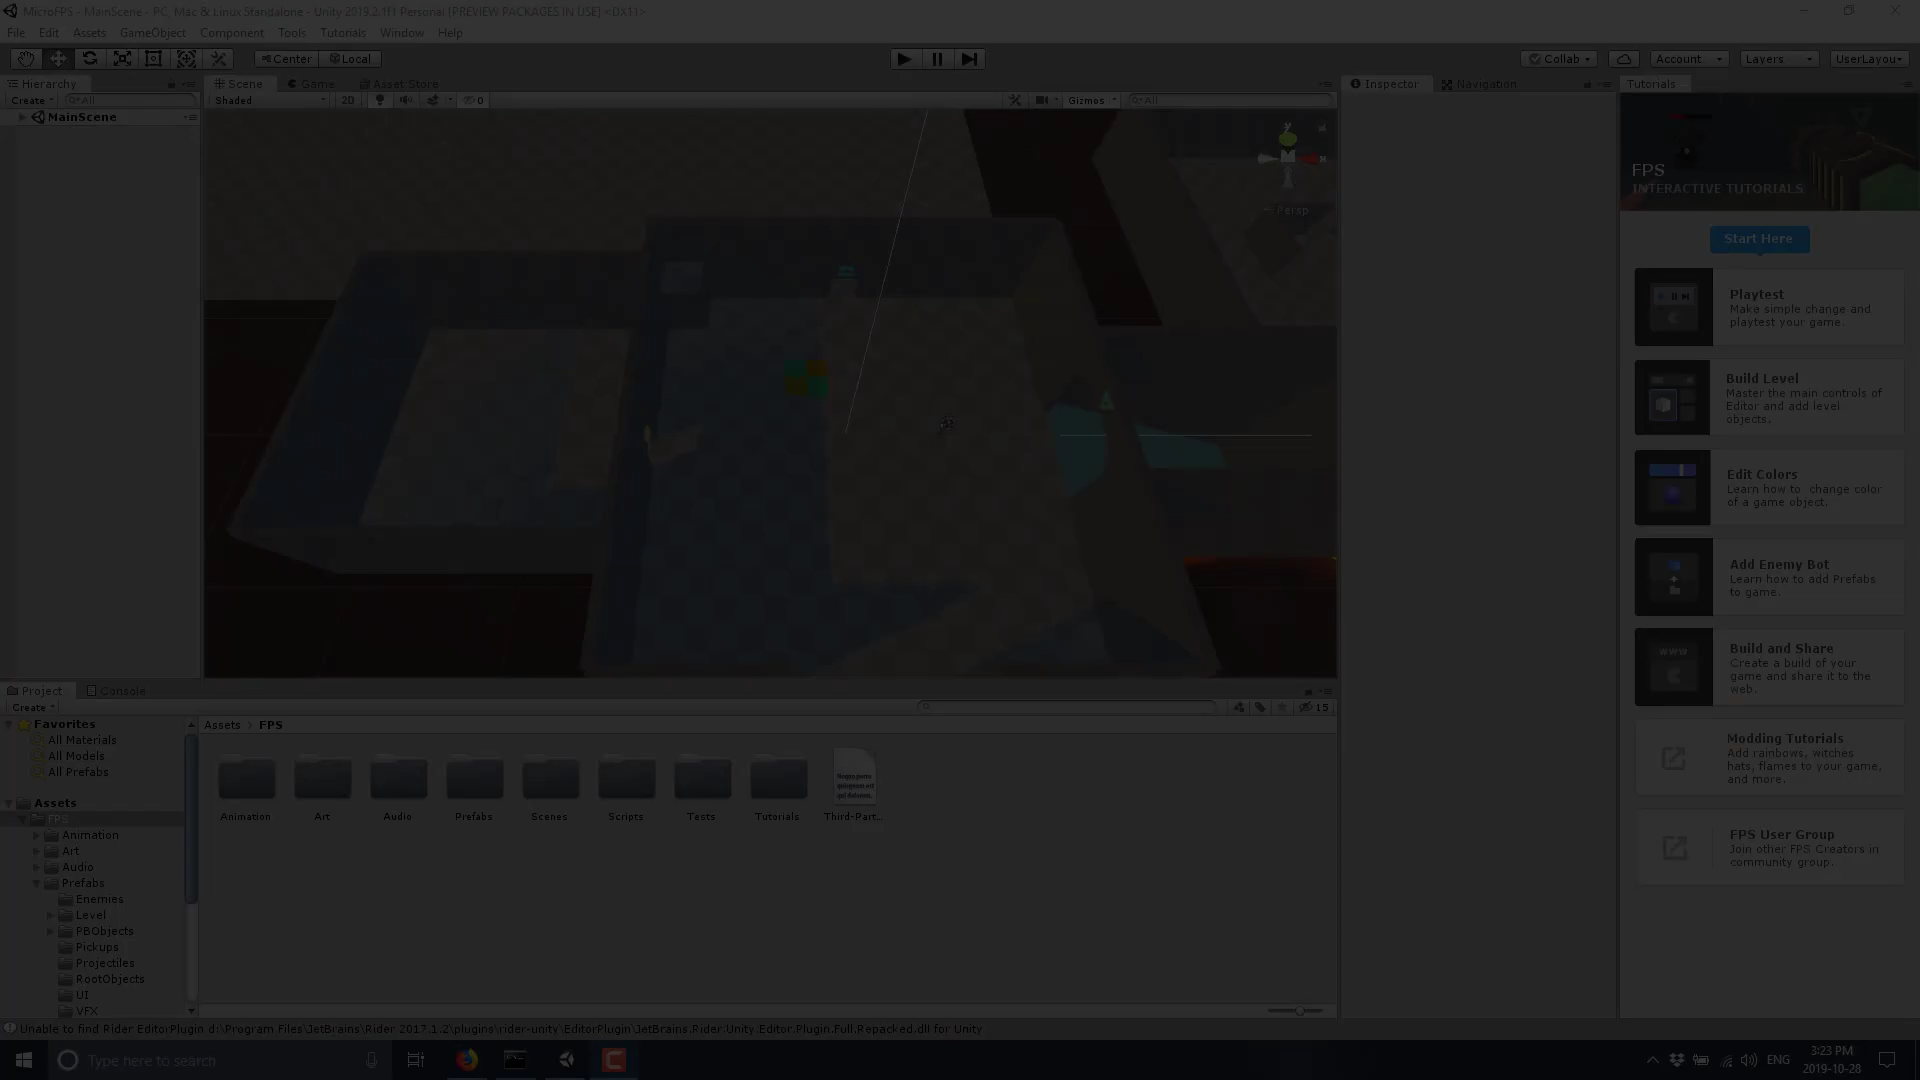 MicroFPS - MainScene - PC, Mac & Linux Standalone - Unity 2019.2.1f1 Personal [PREVIEW PACKAGES IN USE] <DX11>
File Edit Assets GameObject Component Tools Tutorials Window Help
Center Local Collab Account Layers UserLayou
Hierarchy Scene Game Asset Store Inspector Navigation Tutorials
Create All Shaded 2D 0 Gizmos All
MainScene
y
x
Persp
FPS
INTERACTIVE TUTORIALS
Start Here
Playtest
Make simple change and
playtest your game.
Build Level
Master the main controls of
Editor and add level
objects.
Edit Colors
Learn how to change color
of a game object.
Add Enemy Bot
Learn how to add Prefabs
to game.
WWW
Build and Share
Create a build of your
game and share it to the
web.
Modding Tutorials
Add rainbows, witches
hats, flames to your game,
and more.
FPS User Group
Join other FPS Creators in
community group.
Project Console
Create 15
Favorites
All Materials
All Models
All Prefabs
Assets
FPS
Animation
Art
Audio
Prefabs
Enemies
Level
PBObjects
Pickups
Projectiles
RootObjects
UI
VFX
Assets > FPS
Animation Art Audio Prefabs Scenes Scripts Tests Tutorials Third-Part...
Unable to find Rider EditorPlugin d:\Program Files\JetBrains\Rider 2017.1.2\plugins\rider-unity\EditorPlugin\JetBrains.Rider.Unity.Editor.Plugin.Full.Repacked.dll for Unity
Type here to search
ENG
3:23 PM
2019-10-28